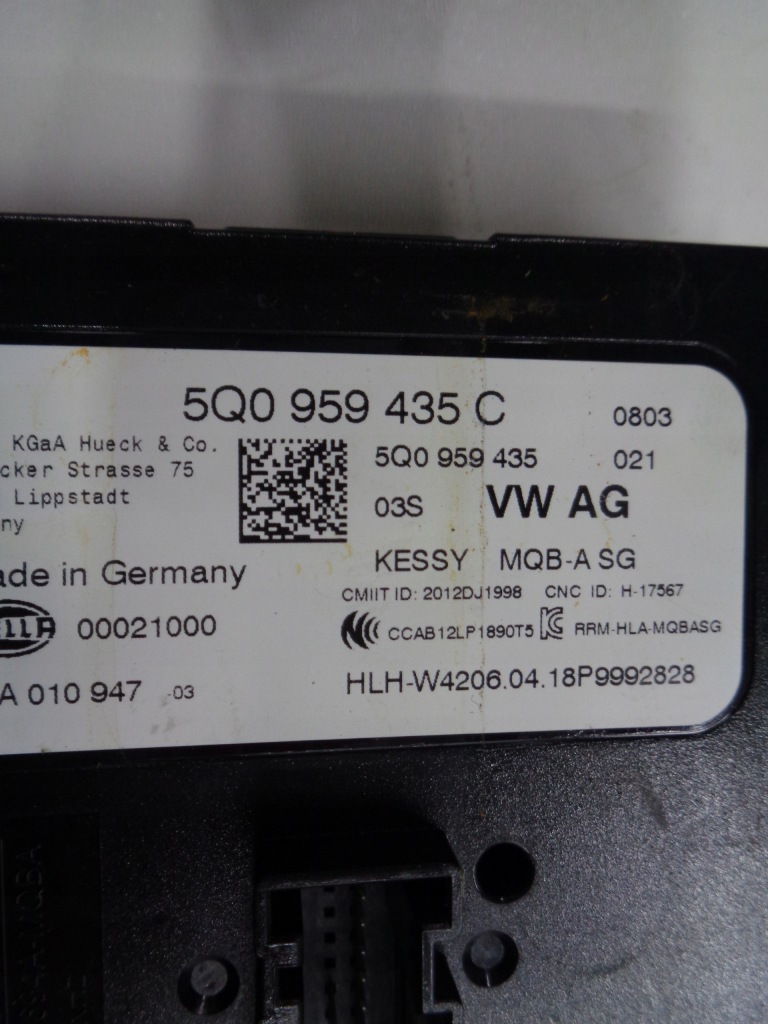 5Q0 959 435 C 0803
KGaA Hueck & Co.
cker Strasse 75
Lippstadt
ny
5Q0 959 435 021
03S VW AG
KESSY MQB-A SG
ade in Germany
CMIIT ID: 2012DJ1998 CNC ID: H-17567
LLA 00021000
CCAB12LP1890T5 RRM-HLA-MQBASG
A 010 947 -03
HLH-W4206.04.18P9992828